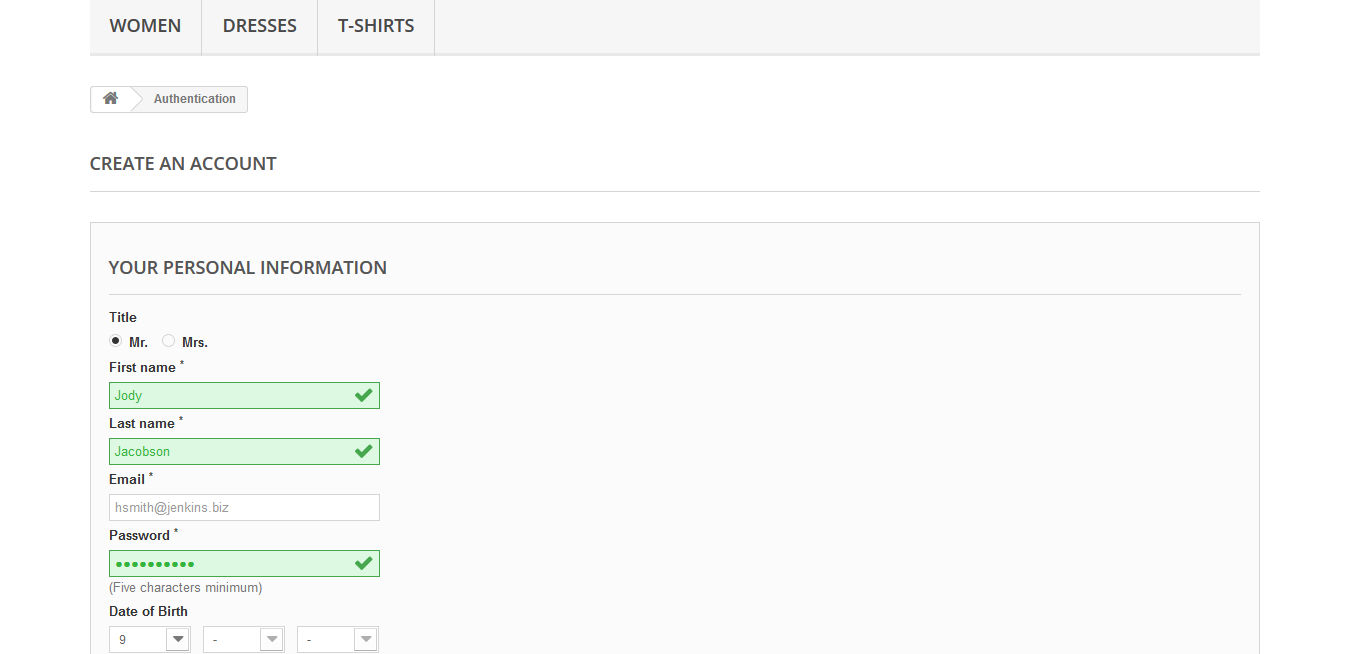 WOMEN DRESSES T-SHIRTS
Authentication
CREATE AN ACCOUNT
YOUR PERSONAL INFORMATION
Title
Mr. Mrs.
First name *
Jody
Last name *
Jacobson
Email *
hsmith@jenkins.biz
Password *
••••••••••
(Five characters minimum)
Date of Birth
9 - -